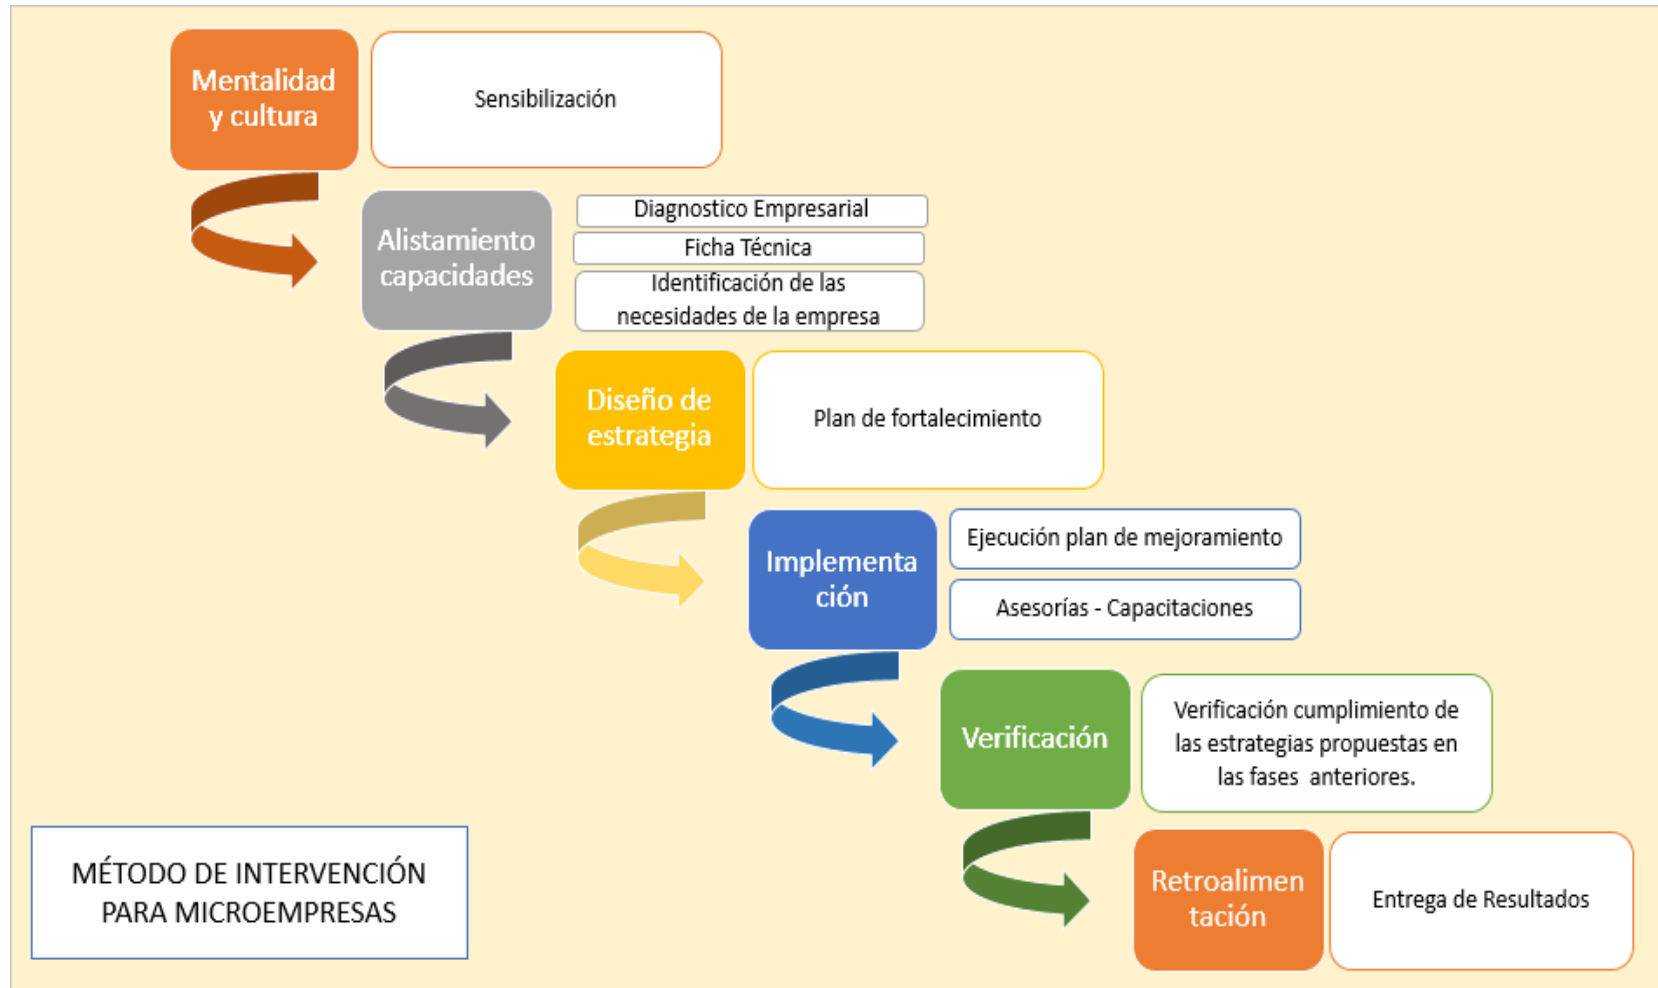 Mentalidad
y cultura
Sensibilización
Alistamiento
capacidades
Diagnostico Empresarial
Ficha Técnica
Identificación de las
necesidades de la empresa
Diseño de
estrategia
Plan de fortalecimiento
Implementa
ción
Ejecución plan de mejoramiento
Asesorías - Capacitaciones
Verificación
Verificación cumplimiento de
las estrategias propuestas en
las fases anteriores.
Retroalimen
tación
Entrega de Resultados
MÉTODO DE INTERVENCIÓN
PARA MICROEMPRESAS